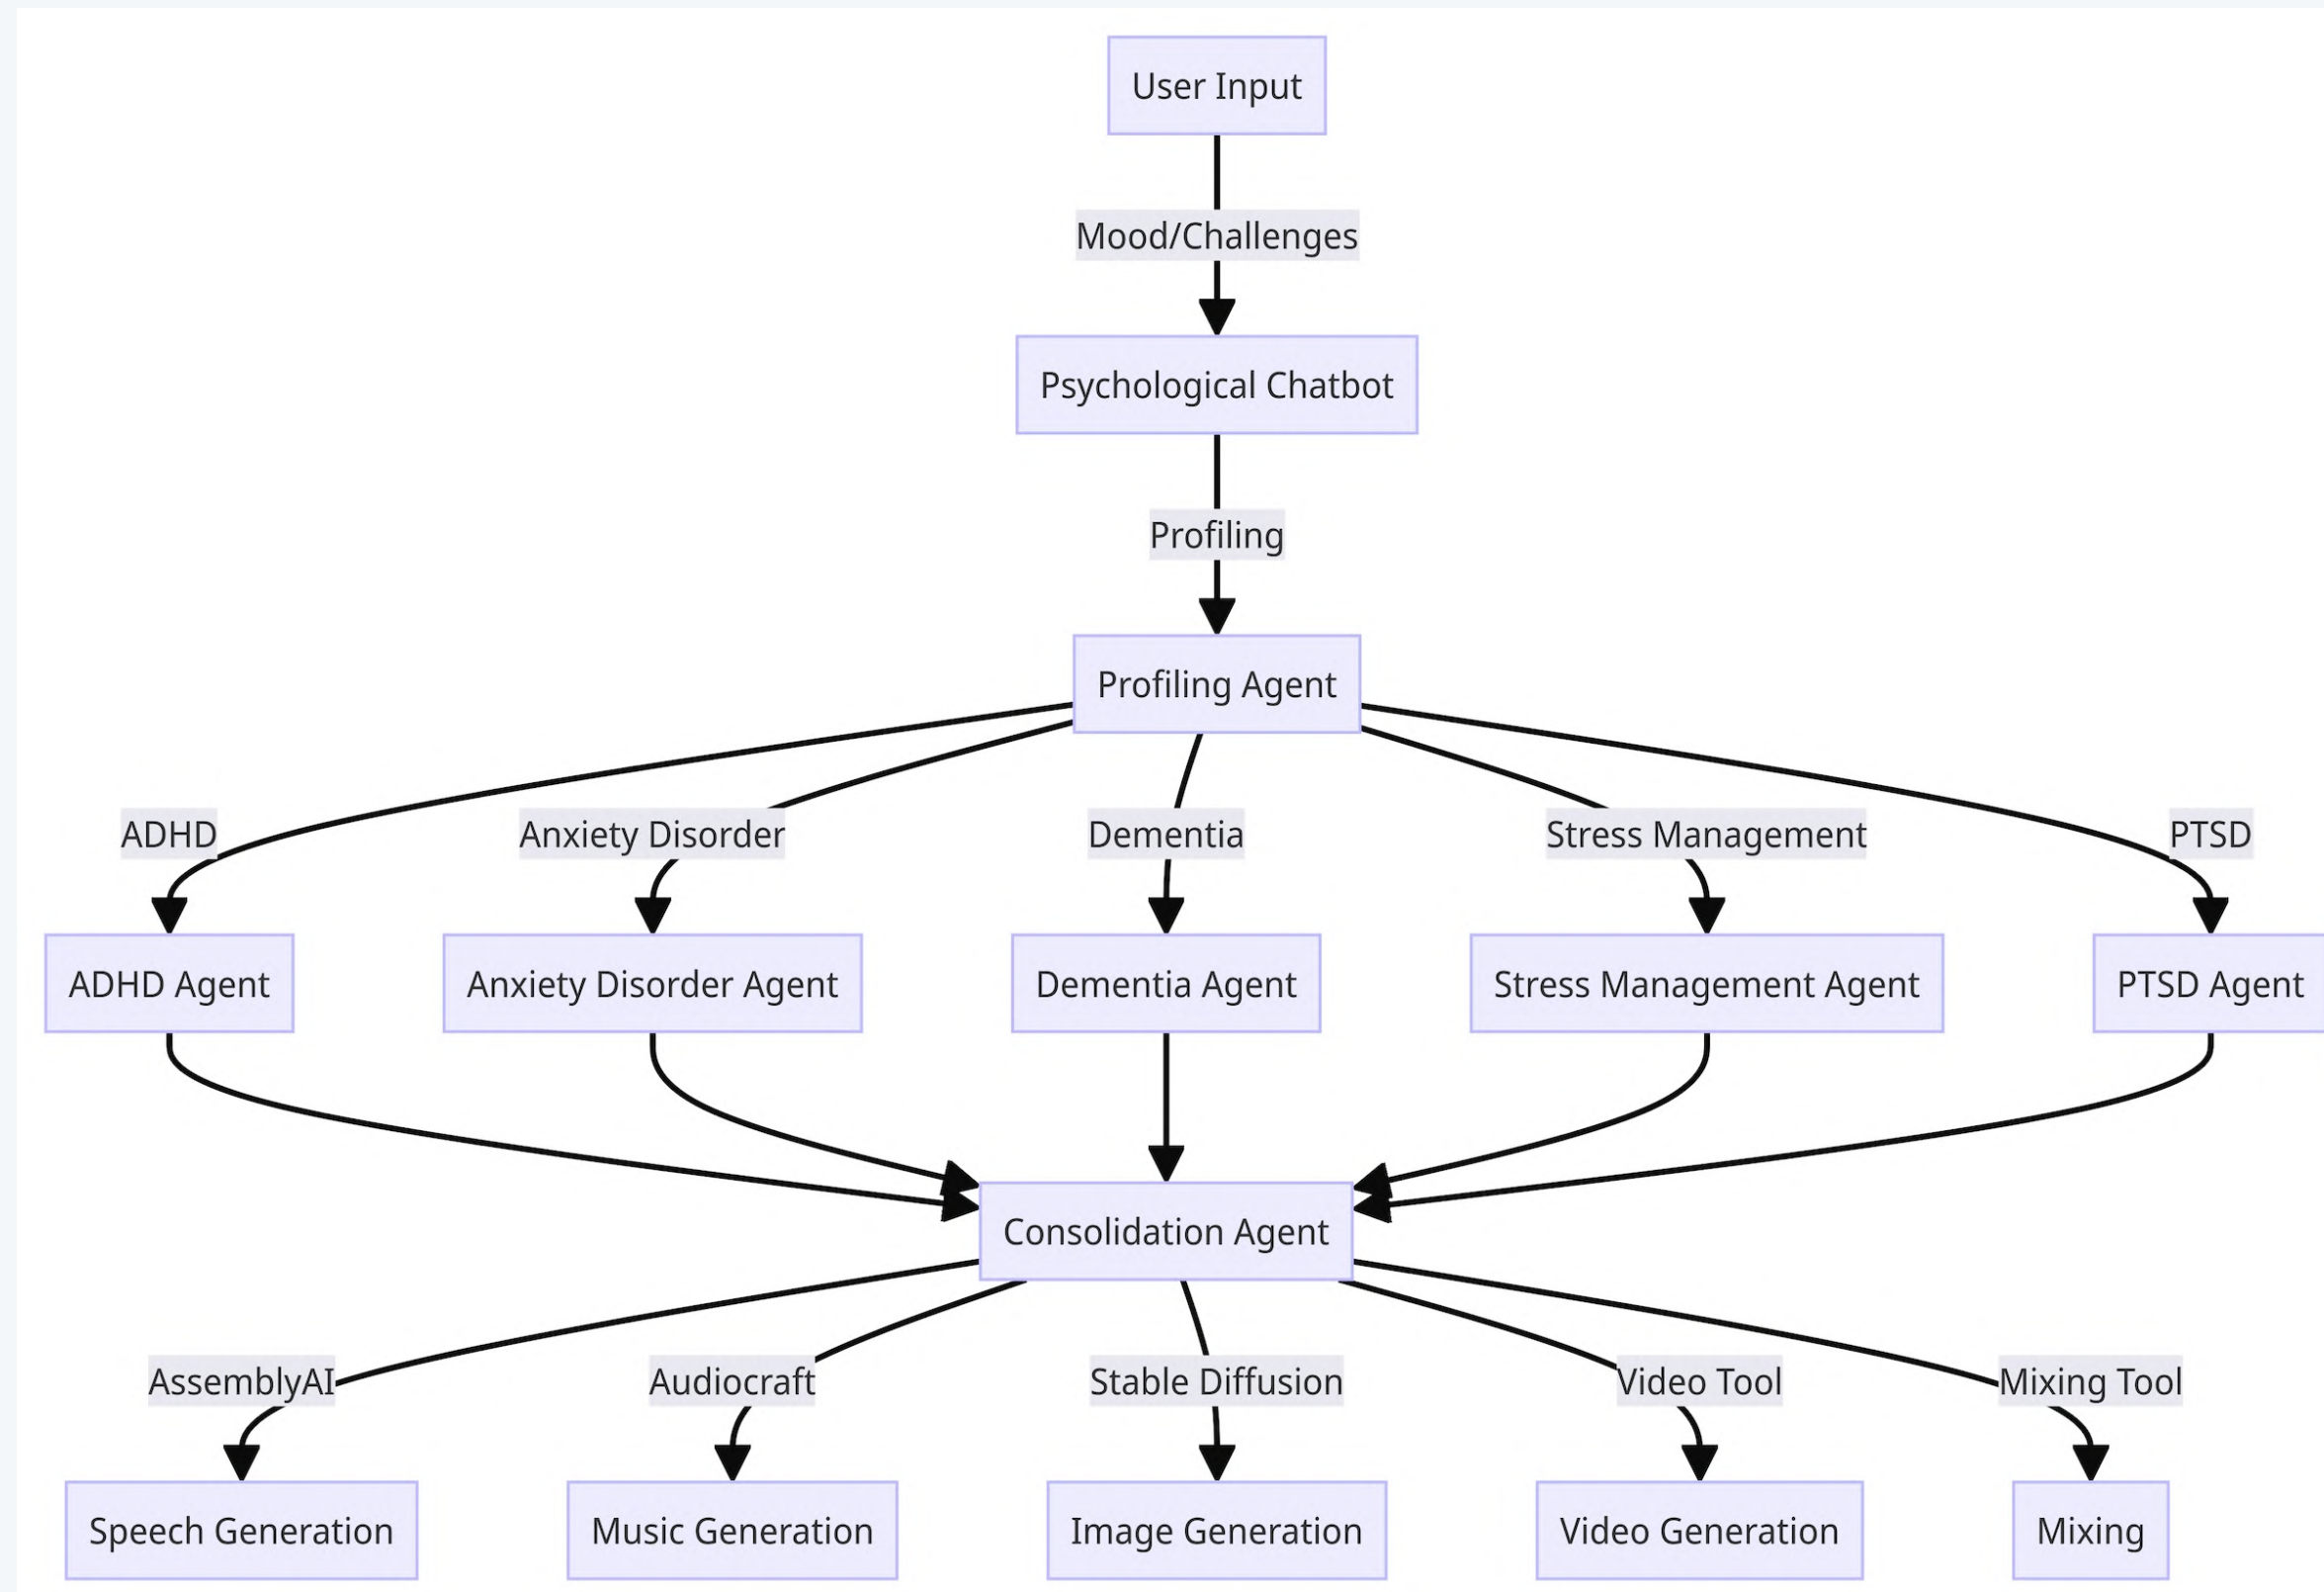 User Input
Mood/Challenges
Psychological Chatbot
Profiling
Profiling Agent
ADHD
Anxiety Disorder
Dementia
Stress Management
PTSD
ADHD Agent
Anxiety Disorder Agent
Dementia Agent
Stress Management Agent
PTSD Agent
Consolidation Agent
AssemblyAI
Audiocraft
Stable Diffusion
Video Tool
Mixing Tool
Speech Generation
Music Generation
Image Generation
Video Generation
Mixing